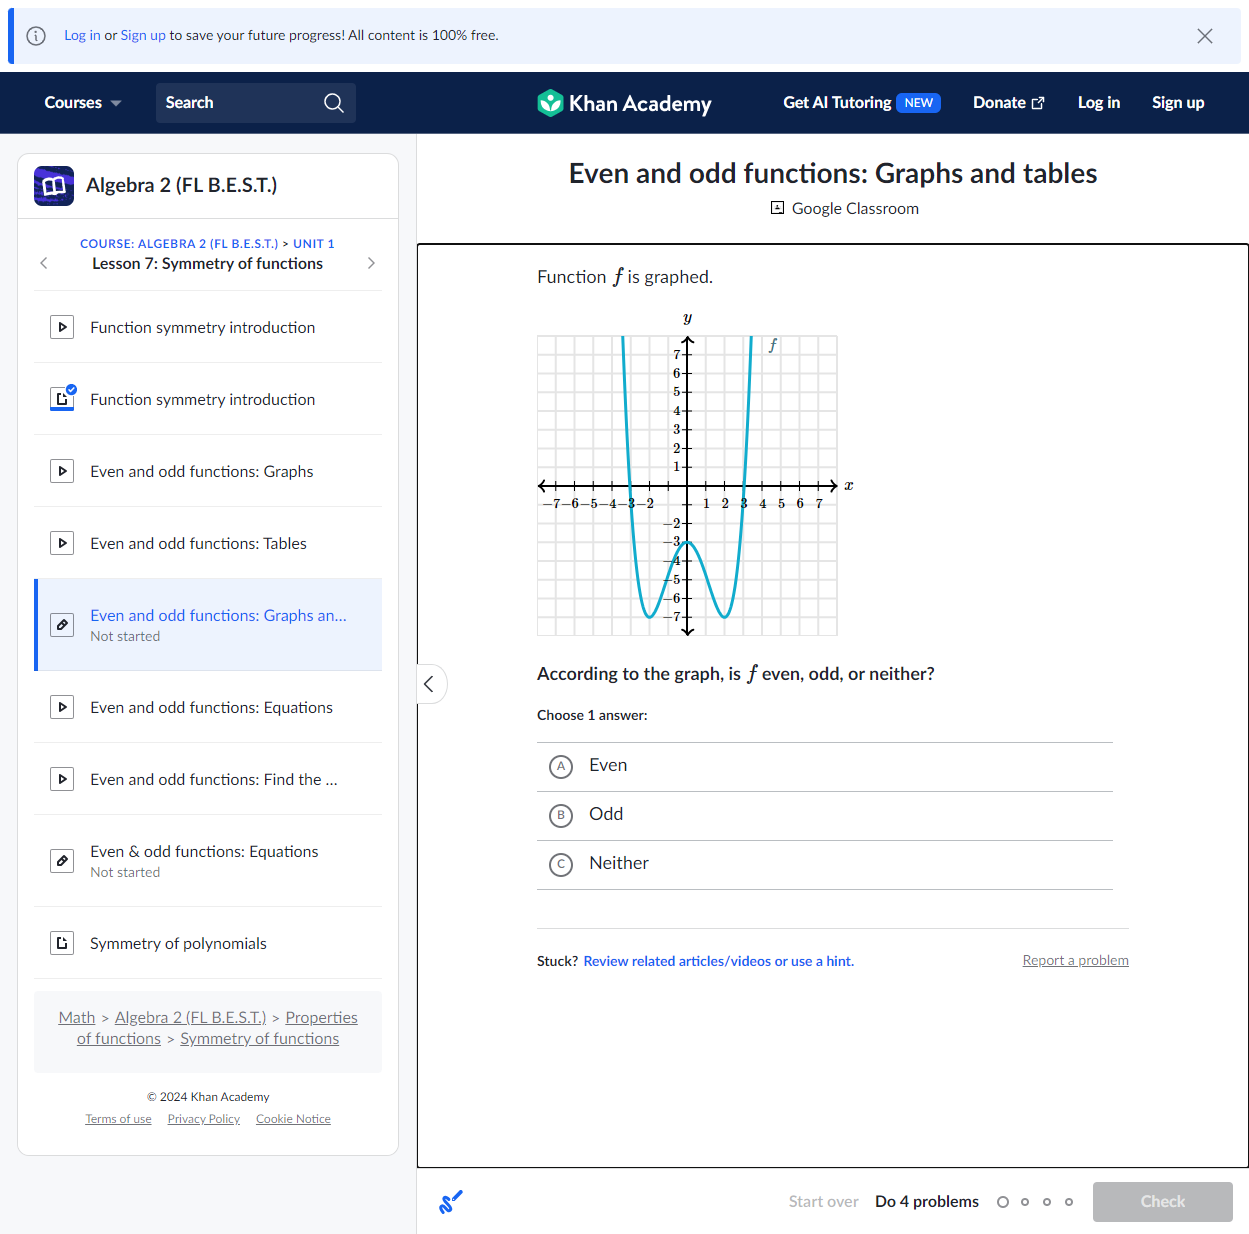 Log in or Sign up to save your future progress! All content is 100% free.
Courses
Search
Khan Academy
Get AI Tutoring NEW
Donate
Log in
Sign up
Algebra 2 (FL B.E.S.T.)
COURSE: ALGEBRA 2 (FL B.E.S.T.) > UNIT 1
Lesson 7: Symmetry of functions
Function symmetry introduction
Function symmetry introduction
Even and odd functions: Graphs
Even and odd functions: Tables
Even and odd functions: Graphs an...
Not started
Even and odd functions: Equations
Even and odd functions: Find the ...
Even & odd functions: Equations
Not started
Symmetry of polynomials
Math > Algebra 2 (FL B.E.S.T.) > Properties
of functions > Symmetry of functions
© 2024 Khan Academy
Terms of use Privacy Policy Cookie Notice
Even and odd functions: Graphs and tables
Google Classroom
Function f is graphed.
y
f
7
6
5
4
3
2
1
x
−7 −6 −5 −4 −3 −2 1 2 3 4 5 6 7
−2
−3
−4
−5
−6
−7
According to the graph, is f even, odd, or neither?
Choose 1 answer:
A Even
B Odd
C Neither
Stuck? Review related articles/videos or use a hint.
Report a problem
Start over
Do 4 problems
Check